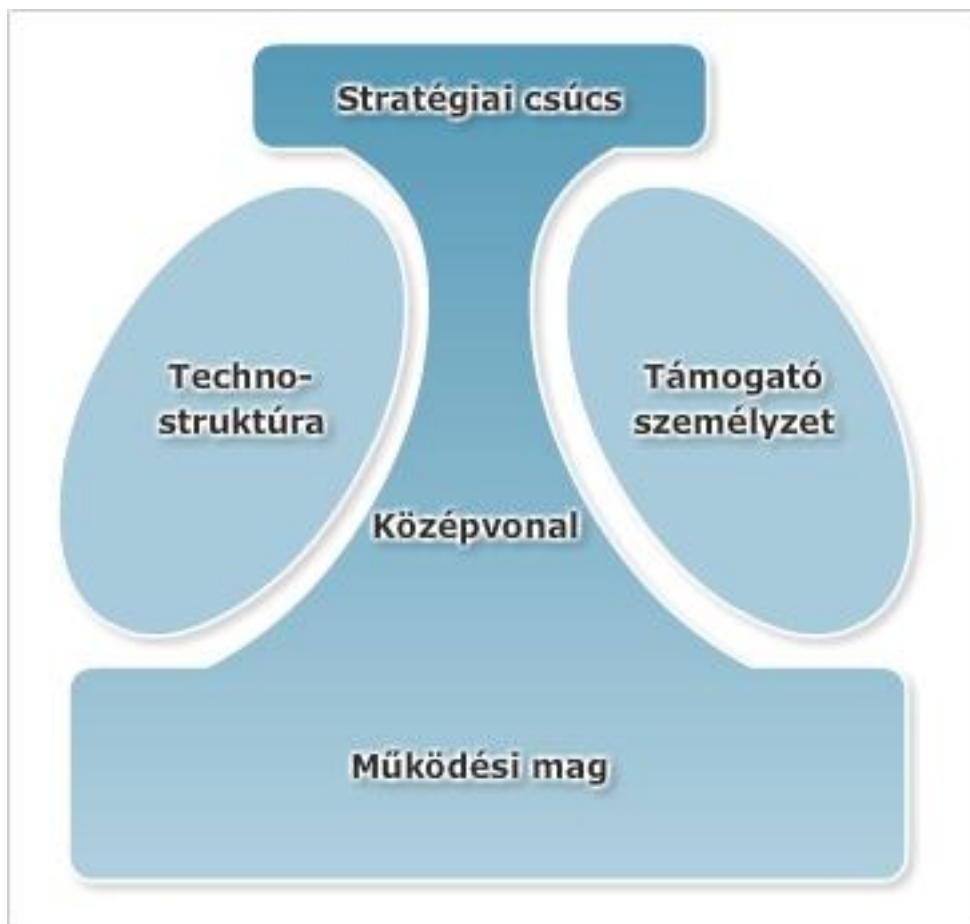 Stratégiai csúcs
Techno-
struktúra
Támogató
személyzet
Középvonal
Működési mag